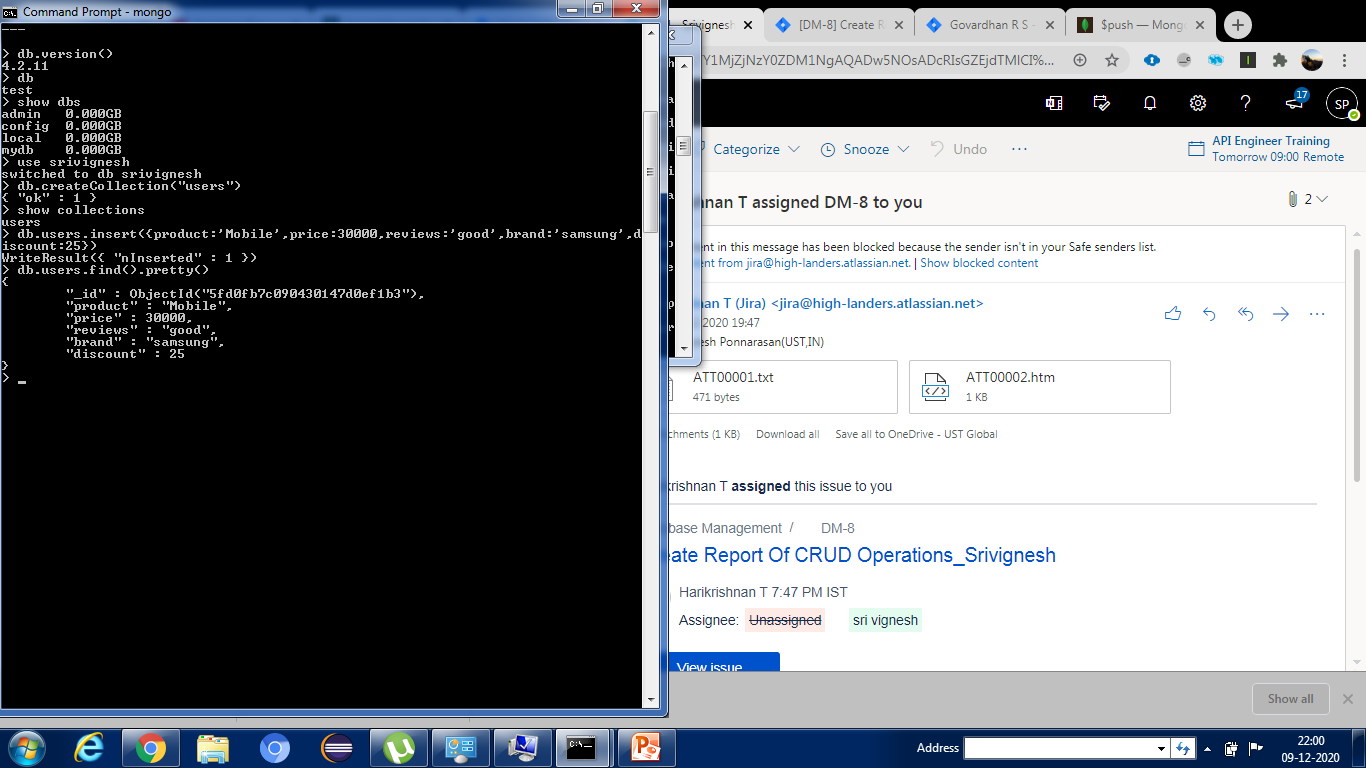 Command Prompt - mongo
---
> db.version()
4.2.11
> db
test
> show dbs
admin   0.000GB
config  0.000GB
local   0.000GB
mydb    0.000GB
> use srivignesh
switched to db srivignesh
> db.createCollection("users")
{ "ok" : 1 }
> show collections
users
> db.users.insert({product:'Mobile',price:30000,reviews:'good',brand:'samsung',d
iscount:25})
WriteResult({ "nInserted" : 1 })
> db.users.find().pretty()
{
        "_id" : ObjectId("5fd0fb7c090430147d0ef1b3"),
        "product" : "Mobile",
        "price" : 30000,
        "reviews" : "good",
        "brand" : "samsung",
        "discount" : 25
}
> _
Srivignesh
[DM-8] Create R
Govardhan R S -
$push — Mong
Y1MjZjNzY0ZDM1NgAQADw5NOsADcRIsGZEjdTMlCI%...
17
SP
Categorize
Snooze
Undo
API Engineer Training
Tomorrow 09:00 Remote
nan T assigned DM-8 to you
2
ent in this message has been blocked because the sender isn't in your Safe senders list.
ent from jira@high-landers.atlassian.net. | Show blocked content
nan T (Jira) <jira@high-landers.atlassian.net>
2020 19:47
esh Ponnarasan(UST,IN)
ATT00001.txt
471 bytes
ATT00002.htm
1 KB
chments (1 KB) Download all Save all to OneDrive - UST Global
krishnan T assigned this issue to you
base Management / DM-8
eate Report Of CRUD Operations_Srivignesh
Harikrishnan T 7:47 PM IST
Assignee: Unassigned sri vignesh
View issue
Show all
Address
22:00
09-12-2020